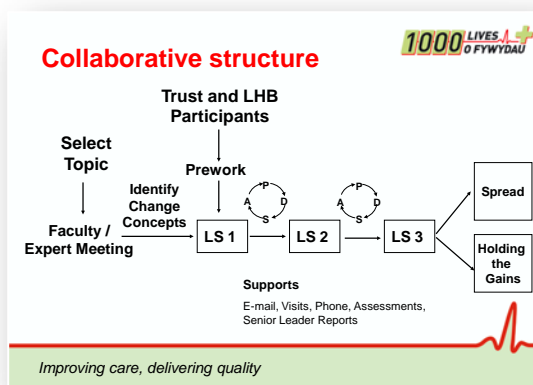 1000 LIVES
O FYWYDAU
Collaborative structure
Trust and LHB
Participants
Select
Topic
Prework
Identify
Change
Concepts
Faculty /
Expert Meeting
LS 1
P
A D
S
LS 2
P
A D
S
LS 3
Spread
Holding
the
Gains
Supports
E-mail, Visits, Phone, Assessments,
Senior Leader Reports
Improving care, delivering quality